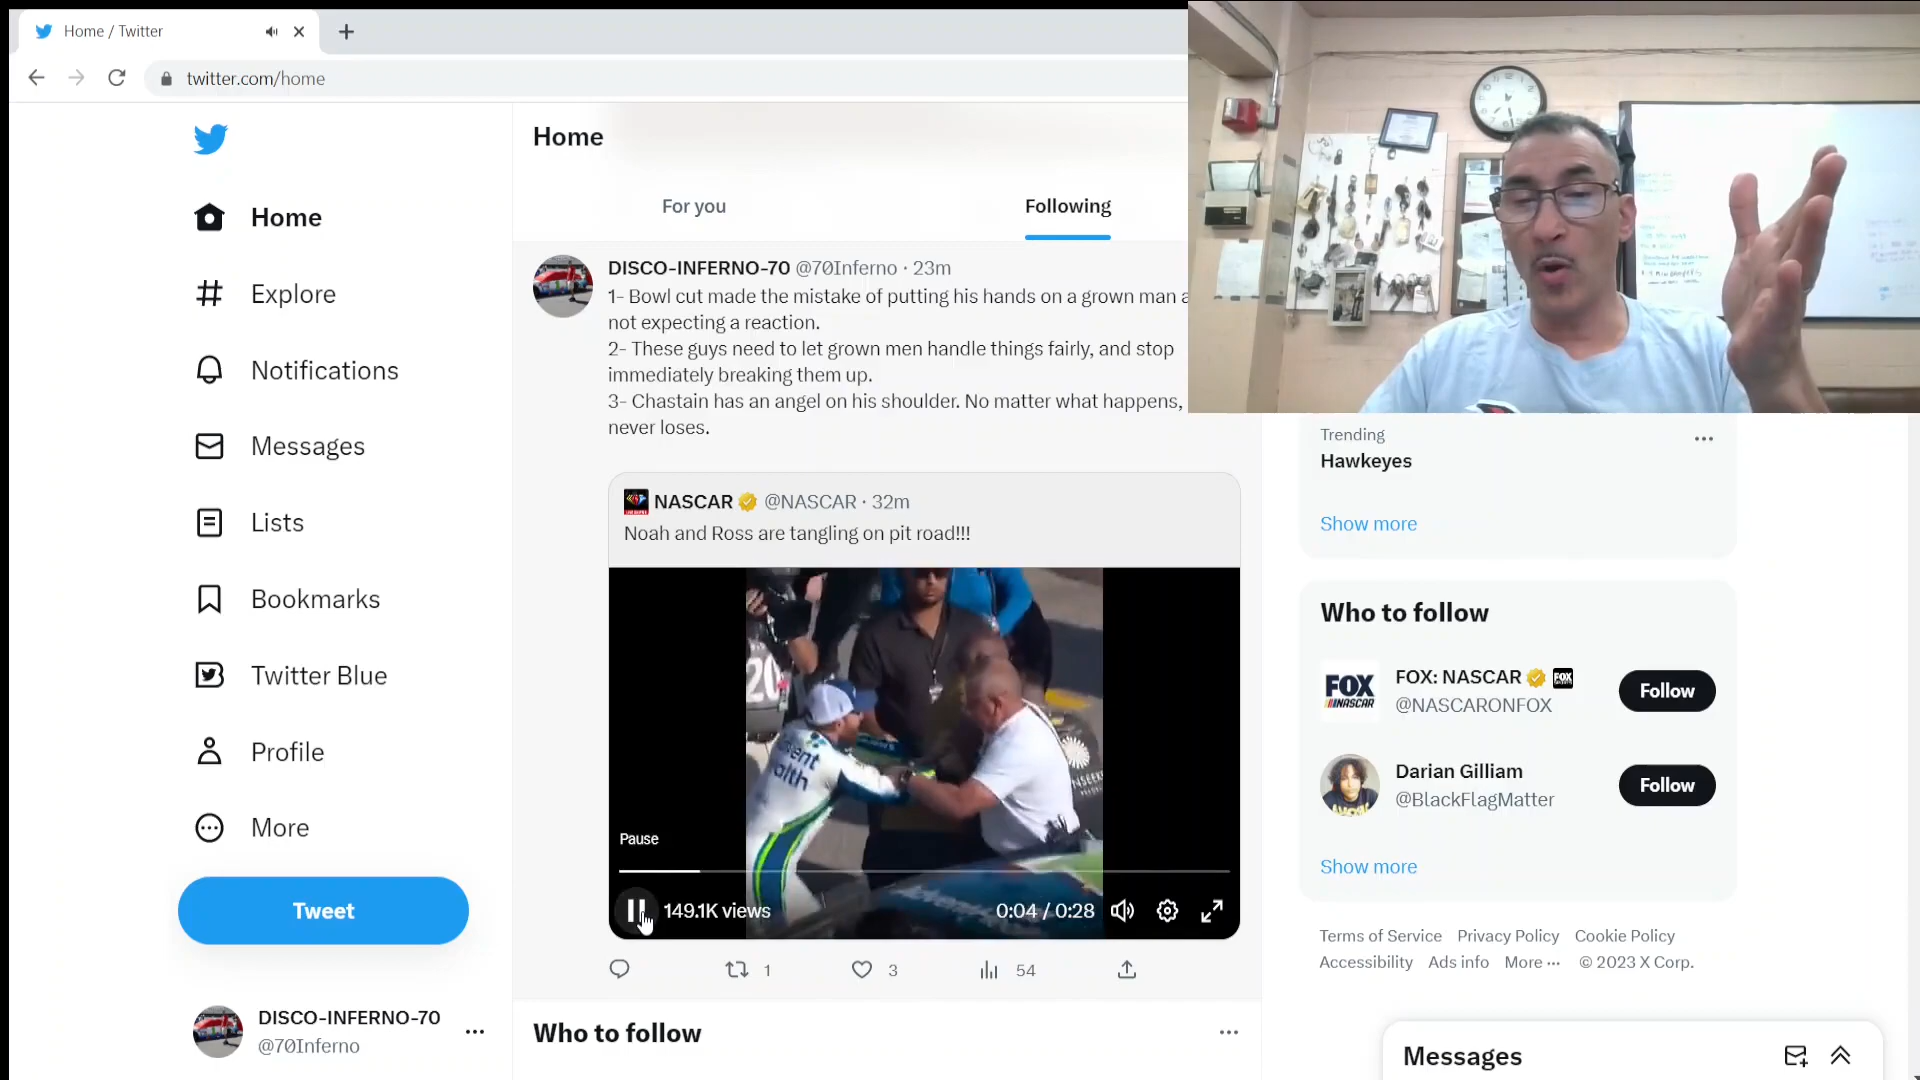 Home / Twitter
twitter.com/home
Home
Explore
Notifications
Messages
Lists
Bookmarks
Twitter Blue
Profile
More
Tweet
DISCO-INFERNO-70
@70Inferno
Home
For you
Following
DISCO-INFERNO-70 @70Inferno · 23m
1- Bowl cut made the mistake of putting his hands on a grown man
not expecting a reaction.
2- These guys need to let grown men handle things fairly, and stop
immediately breaking them up.
3- Chastain has an angel on his shoulder. No matter what happens,
never loses.
NASCAR @NASCAR · 32m
Noah and Ross are tangling on pit road!!!
20
Pause
149.1K views
0:04 / 0:28
1
3
54
Who to follow
Trending
Hawkeyes
Show more
Who to follow
FOX NASCAR
FOX: NASCAR FOX
@NASCARONFOX
Follow
Darian Gilliam
@BlackFlagMatter
Follow
Show more
Terms of Service Privacy Policy Cookie Policy
Accessibility Ads info More ··· © 2023 X Corp.
Messages